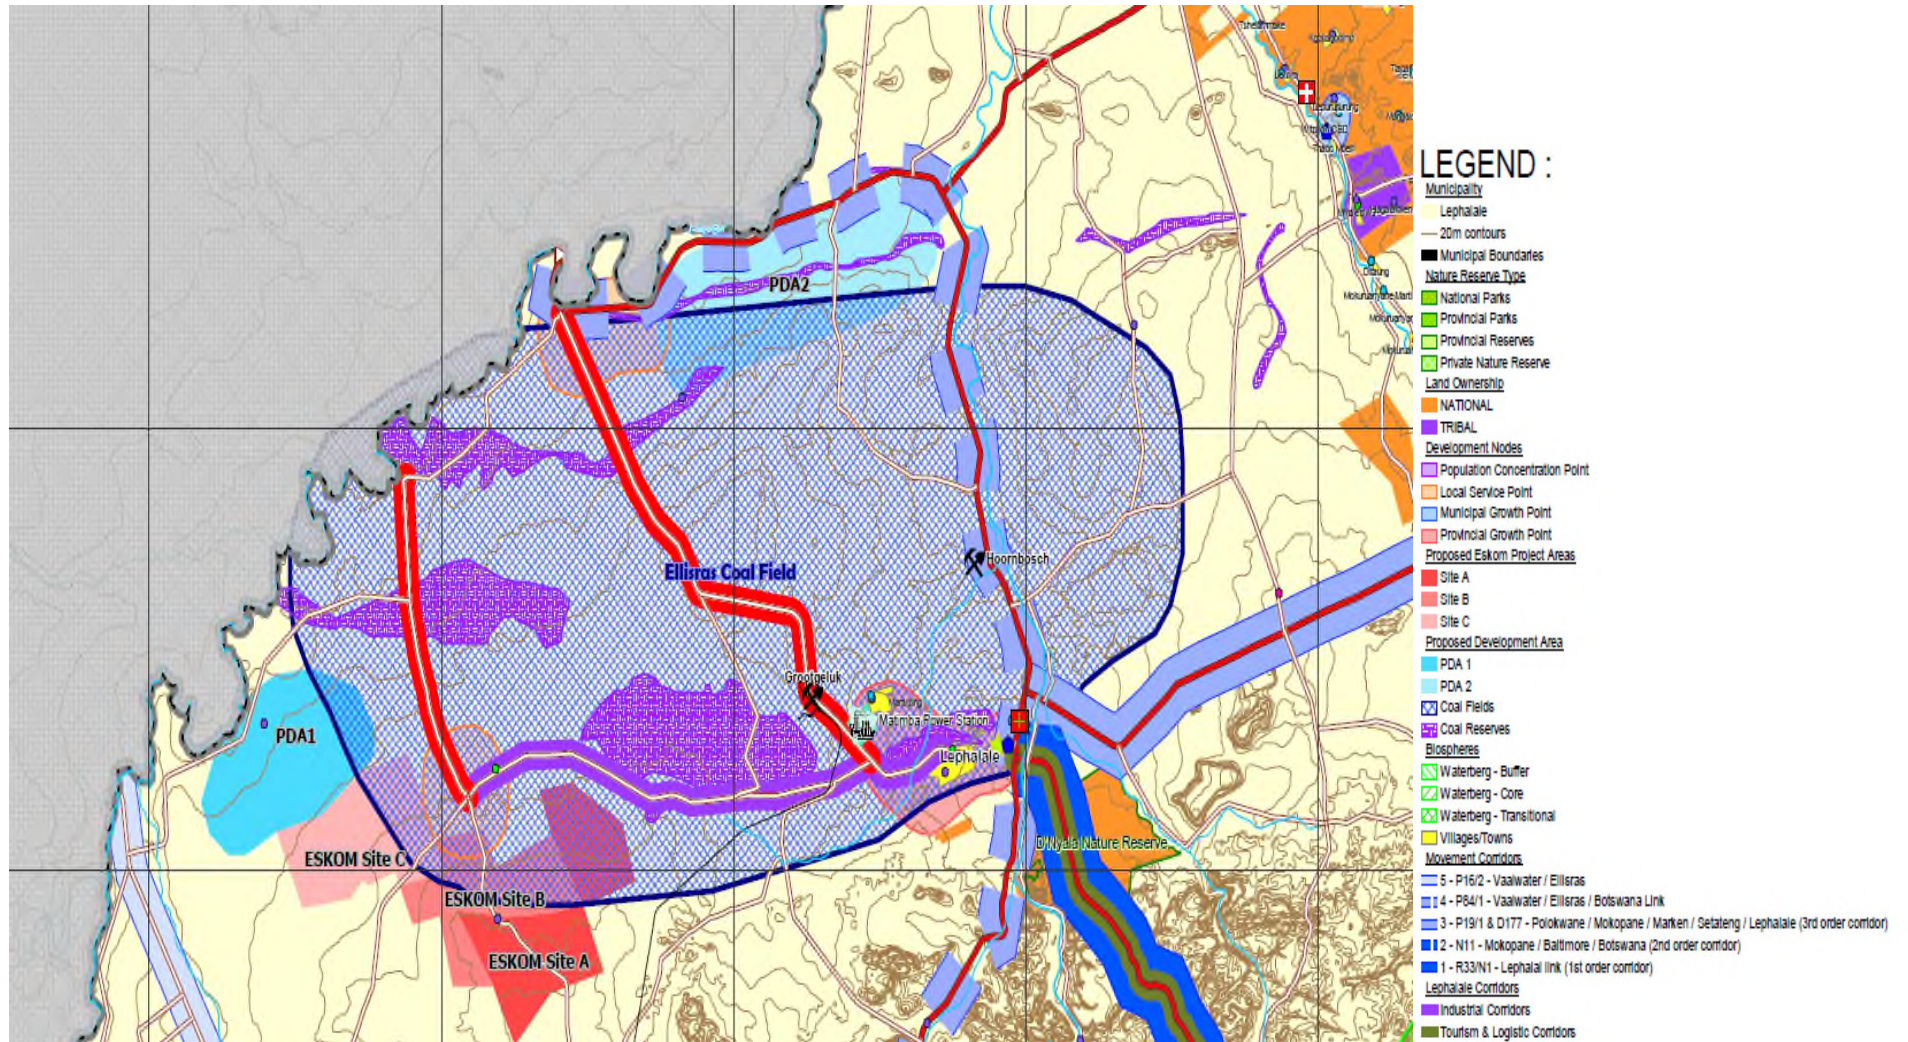 PDA2
Ellisras Coal Field
Hoornbosch
Grootgeluk
Matimba Power Station
Lephalale
PDA1
D'Nyala Nature Reserve
ESKOM Site C
ESKOM Site B
ESKOM Site A
LEGEND :
Municipality
Lephalale
20m contours
Municipal Boundaries
Nature Reserve Type
National Parks
Provincial Parks
Provincial Reserves
Private Nature Reserve
Land Ownership
NATIONAL
TRIBAL
Development Nodes
Population Concentration Point
Local Service Point
Municipal Growth Point
Provincial Growth Point
Proposed Eskom Project Areas
Site A
Site B
Site C
Proposed Development Area
PDA 1
PDA 2
Coal Fields
Coal Reserves
Biospheres
Waterberg - Buffer
Waterberg - Core
Waterberg - Transitional
Villages/Towns
Movement Corridors
5 - P16/2 - Vaalwater / Ellisras
4 - P84/1 - Vaalwater / Ellisras / Botswana Link
3 - P19/1 & D177 - Polokwane / Mokopane / Marken / Setateng / Lephalale (3rd order corridor)
2 - N11 - Mokopane / Baltimore / Botswana (2nd order corridor)
1 - R33/N1 - Lephalal link (1st order corridor)
Lephalale Corridors
Industrial Corridors
Tourism & Logistic Corridors